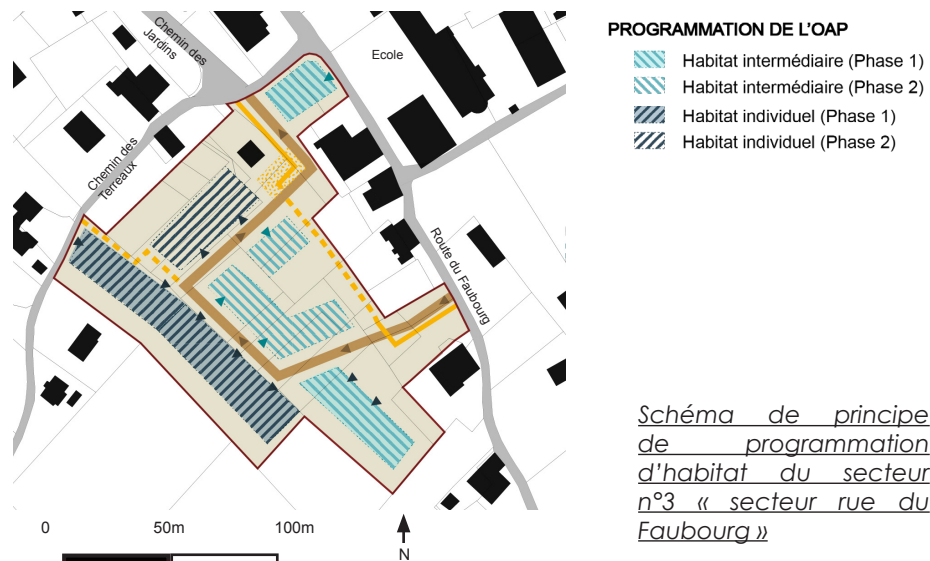 Chemin des
Jardins
Ecole
Chemin des
Terreaux
Route du Faubourg
0 50m 100m
N
PROGRAMMATION DE L'OAP
Habitat intermédiaire (Phase 1)
Habitat intermédiaire (Phase 2)
Habitat individuel (Phase 1)
Habitat individuel (Phase 2)
Schéma de principe
de programmation
d'habitat du secteur
n°3 « secteur rue du
Faubourg »